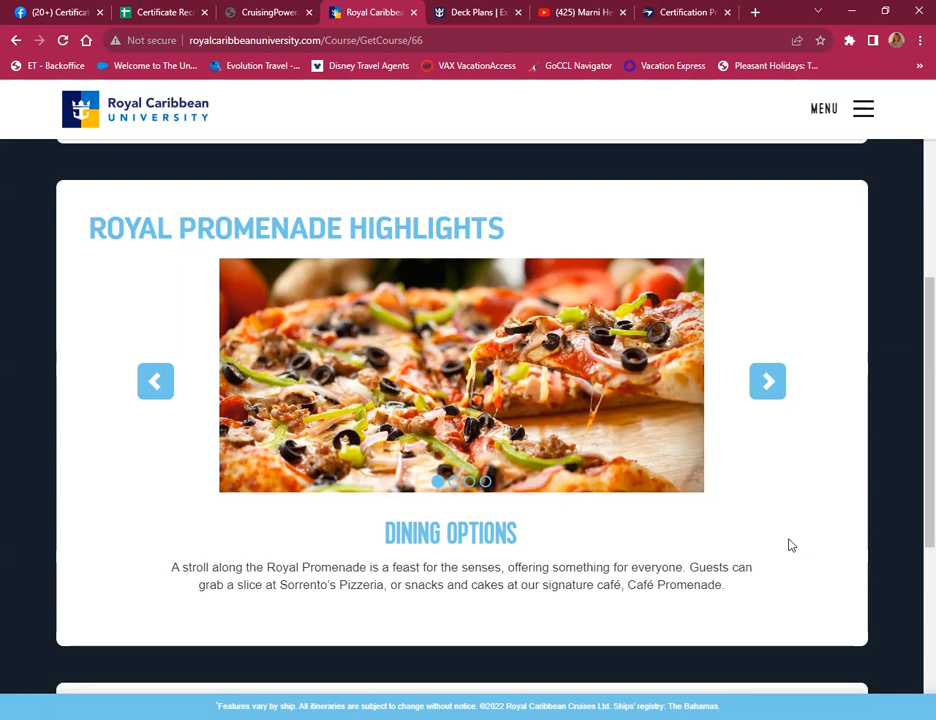 (20+) Certificat
Certificate Rec
CruisingPower.
Royal Caribbea
Deck Plans | Ex
(425) Marni He
Certification Pr
Not secure
royalcaribbeanuniversity.com/Course/GetCourse/66
ET - Backoffice
Welcome to The Un...
Evolution Travel -...
Disney Travel Agents
VAX VacationAccess
GoCCL Navigator
Vacation Express
Pleasant Holidays: T...
»
Royal Caribbean
UNIVERSITY
MENU
ROYAL PROMENADE HIGHLIGHTS
DINING OPTIONS
A stroll along the Royal Promenade is a feast for the senses, offering something for everyone. Guests can
grab a slice at Sorrento's Pizzeria, or snacks and cakes at our signature café, Café Promenade.
*Features vary by ship. All itineraries are subject to change without notice. ©2022 Royal Caribbean Cruises Ltd. Ships' registry: The Bahamas.